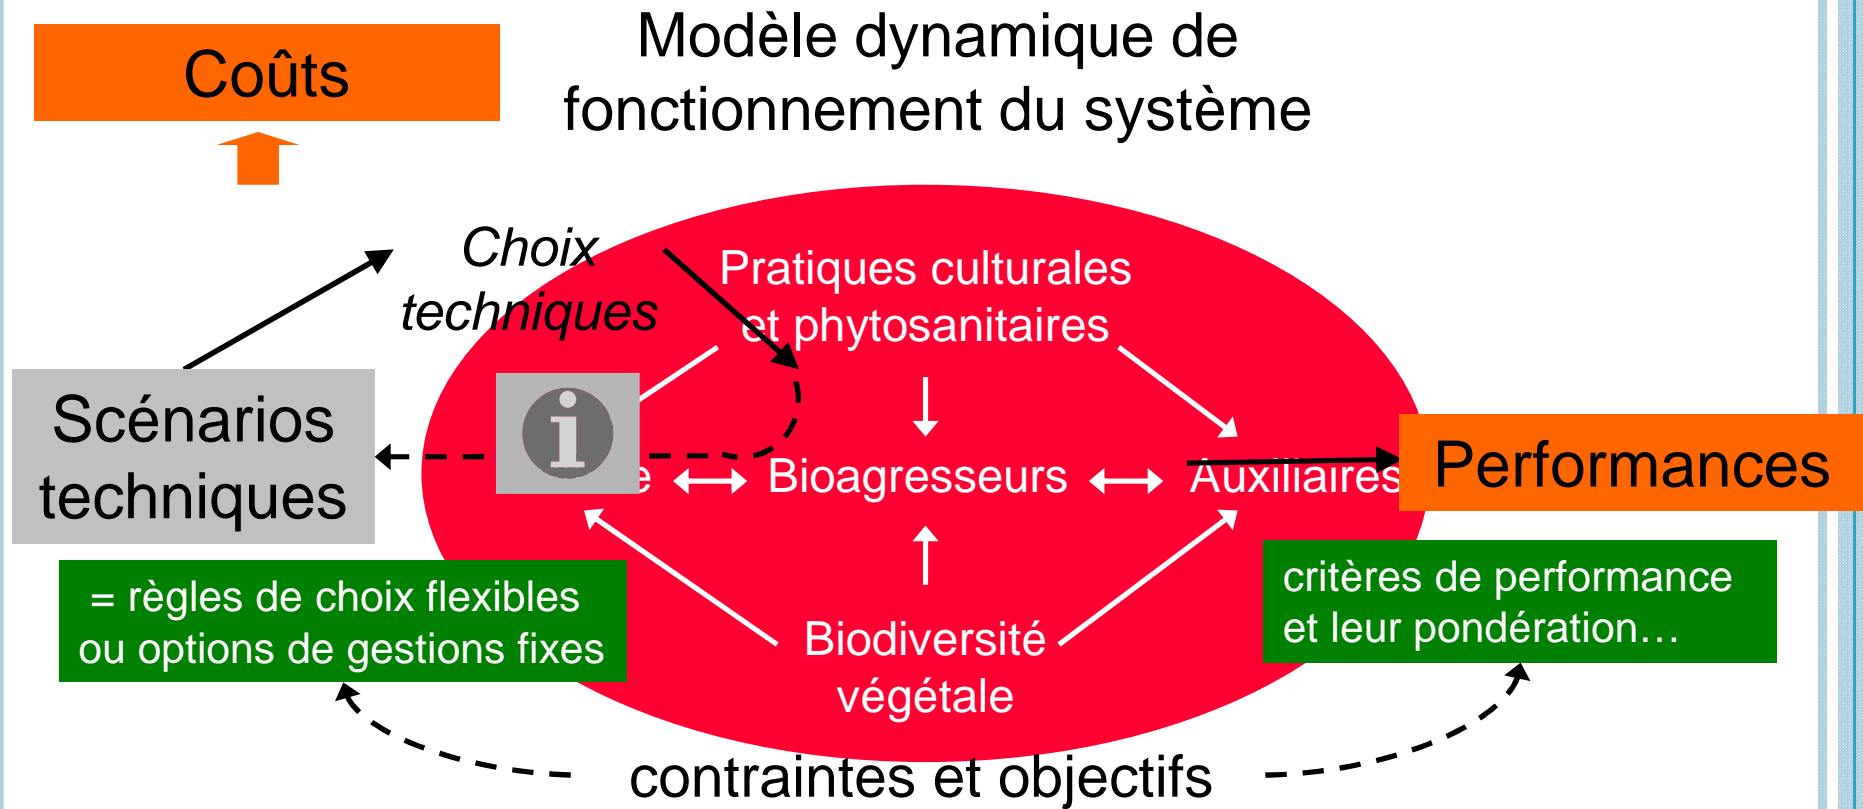 Modèle dynamique de
fonctionnement du système
Coûts
Choix
techniques
Pratiques culturales
et phytosanitaires
Scénarios
techniques
i
Bioagresseurs
Auxiliaires
Performances
= règles de choix flexibles
ou options de gestions fixes
critères de performance
et leur pondération…
Biodiversité
végétale
contraintes et objectifs